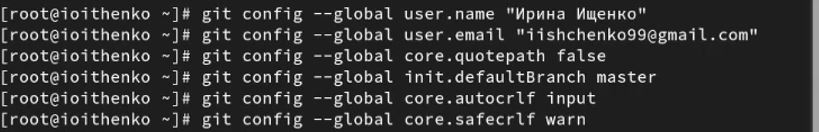 [root@ioithenko ~]# git config --global user.name "Ирина Ищенко"
[root@ioithenko ~]# git config --global user.email "iishchenko99@gmail.com"
[root@ioithenko ~]# git config --global core.quotepath false
[root@ioithenko ~]# git config --global init.defaultBranch master
[root@ioithenko ~]# git config --global core.autocrlf input
[root@ioithenko ~]# git config --global core.safecrlf warn